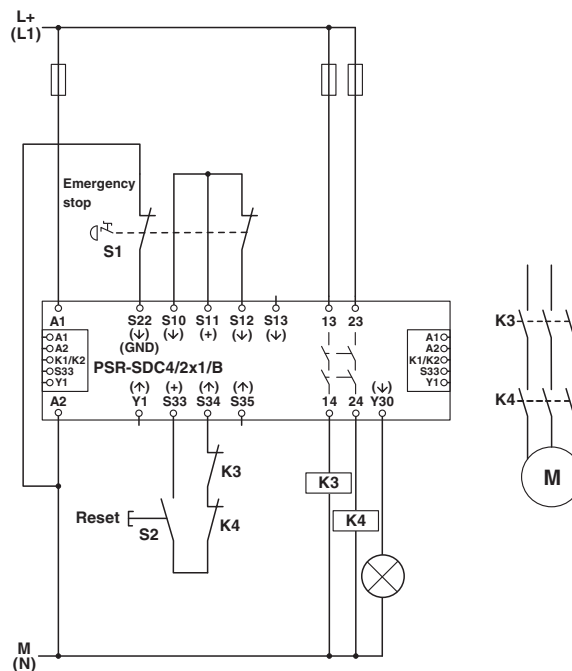 L+
(L1)
Emergency
stop
S1
A1 S22 S10 S11 S12 S13 13 23
(↓) (↓) (+) (↓) (↓)
(GND)
A1
A2
K1/K2
S33
Y1
PSR-SDC4/2x1/B
A1
A2
K1/K2
S33
Y1
(↑) (+) (↑) (↑) (↓)
A2 Y1 S33 S34 S35 14 24 Y30
K3
K4
M
K3
K4
Reset
S2
K3
K4
M
(N)